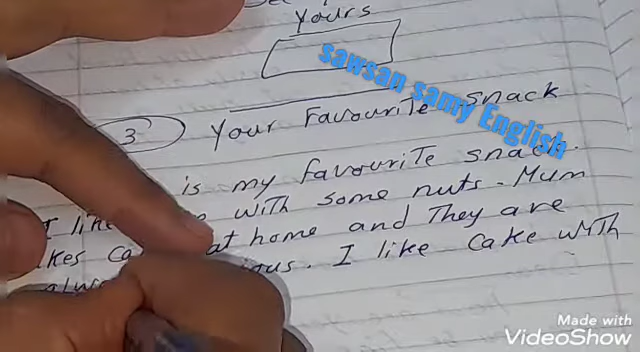 Yours
3 Your Favourite snack
is my favourite snack.
I like with some nuts. Mum
at home and They are
I like cake with
sawsan samy English
Made with
VideoShow